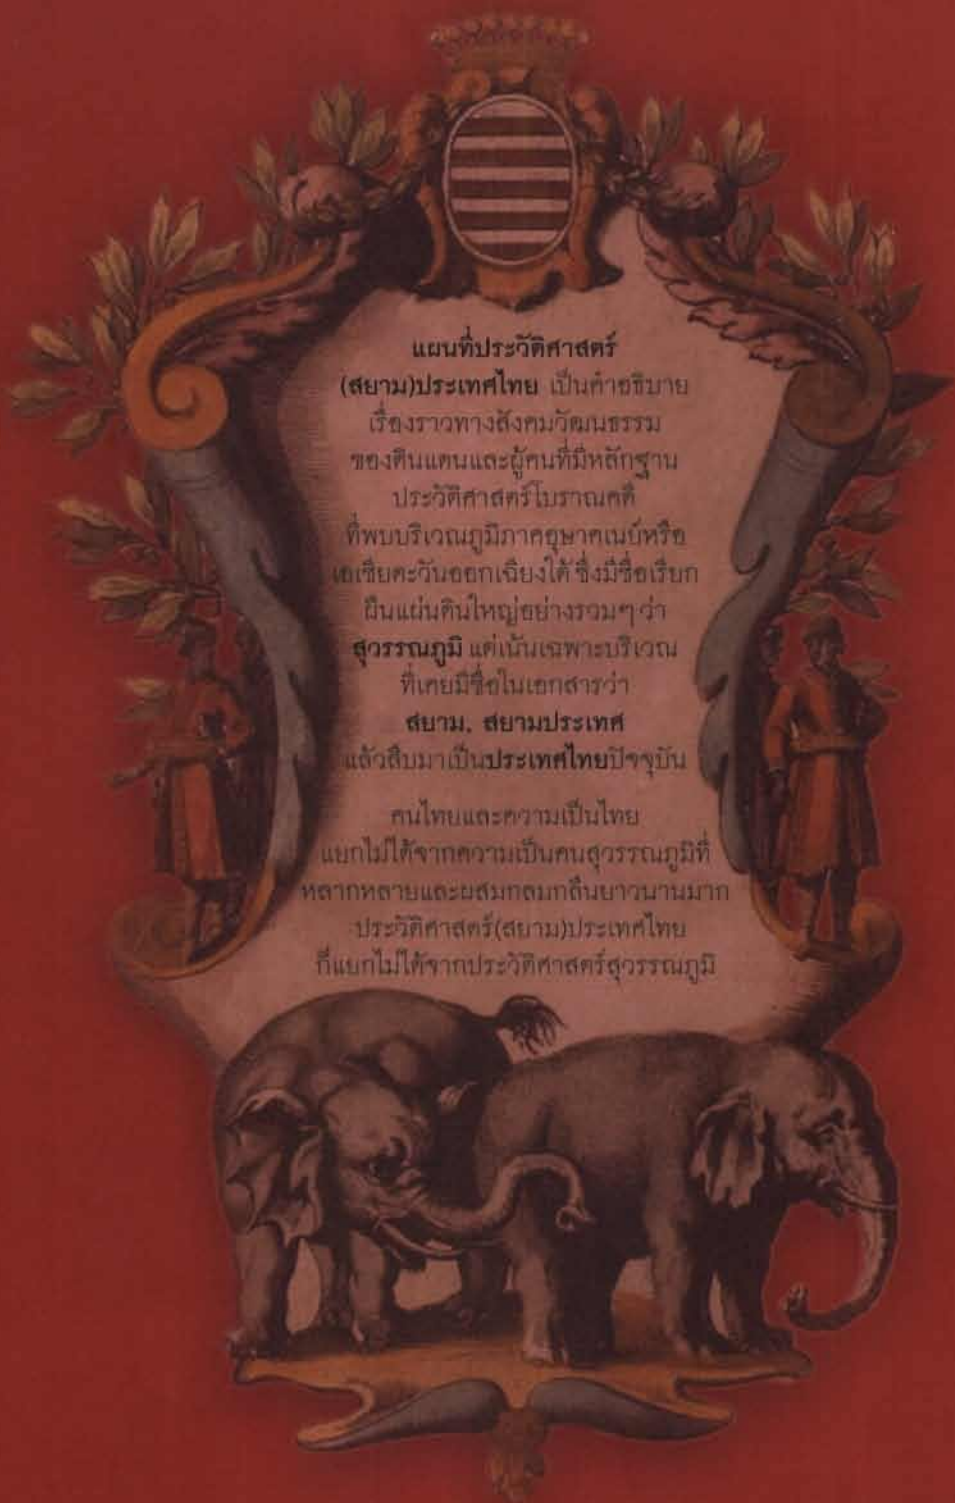 แผนที่ประวัติศาสตร์
(สยาม)ประเทศไทย เป็นคำอธิบาย
เรื่องราวทางสังคมวัฒนธรรม
ของดินแดนและผู้คนที่มีหลักฐาน
ประวัติศาสตร์โบราณคดี
ที่พบบริเวณภูมิภาคอุษาคเนย์หรือ
เอเชียตะวันออกเฉียงใต้ ซึ่งมีชื่อเรียก
ผืนแผ่นดินใหญ่อย่างรวมๆ ว่า
สุวรรณภูมิ แต่เน้นเฉพาะบริเวณ
ที่เคยมีชื่อในเอกสารว่า
สยาม, สยามประเทศ
แล้วสืบมาเป็นประเทศไทยปัจจุบัน
คนไทยและความเป็นไทย
แยกไม่ได้จากความเป็นคนสุวรรณภูมิที่
หลากหลายและผสมกลมกลืนยาวนานมาก
ประวัติศาสตร์(สยาม)ประเทศไทย
ก็แยกไม่ได้จากประวัติศาสตร์สุวรรณภูมิ